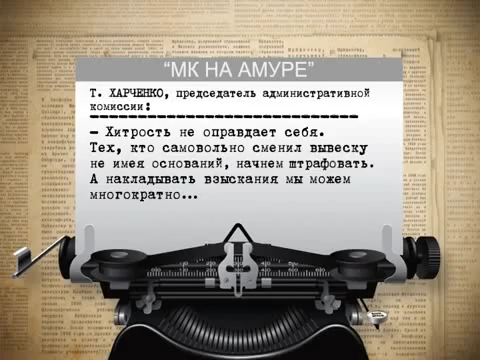 “МК НА АМУРЕ”
Т. ХАРЧЕНКО, председатель административной
комиссии:
– Хитрость не оправдает себя.
Тех, кто самовольно сменил вывеску
не имея оснований, начнем штрафовать.
А накладывать взыскания мы можем
многократно...